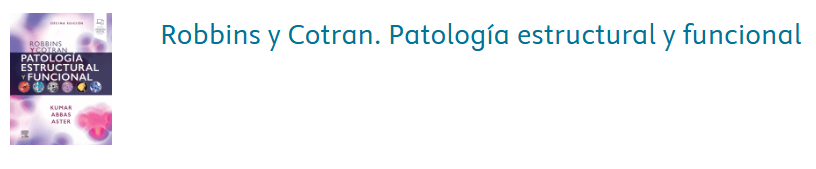 Robbins y Cotran. Patología estructural y funcional
DÉCIMA EDICIÓN
ROBBINS
Y COTRAN
PATOLOGÍA
ESTRUCTURAL
Y FUNCIONAL
KUMAR
ABBAS
ASTER